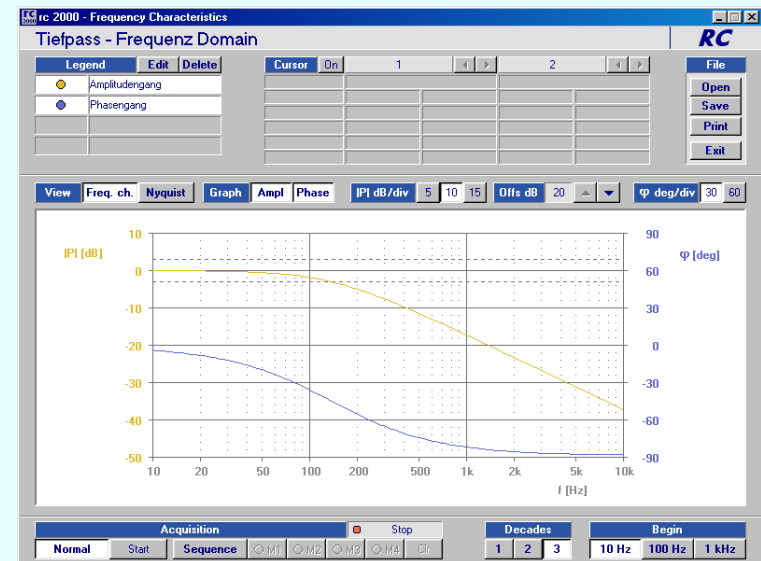 rc 2000 - Frequency Characteristics
Tiefpass - Frequenz Domain RC
Legend Edit Delete Cursor On 1 2 File
Amplitudengang Open
Phasengang Save
Print
Exit
View Freq. ch. Nyquist Graph Ampl Phase |P| dB/div 5 10 15 Offs dB 20 φ deg/div 30 60
10 90
|P| [dB] φ [deg]
0 60
-10 30
-20 0
-30 -30
-40 -60
-50 -90
10 20 50 100 200 500 1k 2k 5k 10k
f [Hz]
Acquisition Stop Decades Begin
Normal Start Sequence M1 M2 M3 M4 Clr 1 2 3 10 Hz 100 Hz 1 kHz